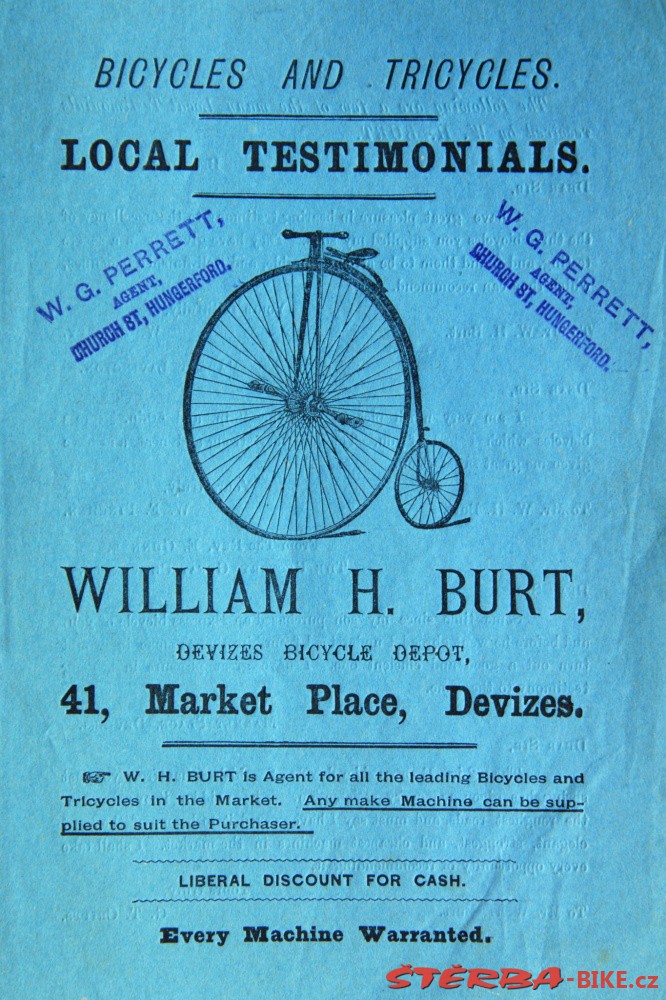 BICYCLES AND TRICYCLES.
LOCAL TESTIMONIALS.
W. G. PERRETT,
AGENT,
CHURCH ST, HUNGERFORD.
W. G. PERRETT,
AGENT,
CHURCH ST, HUNGERFORD.
WILLIAM H. BURT,
DEVIZES BICYCLE DEPOT,
41, Market Place, Devizes.
☞ W. H. BURT is Agent for all the leading Bicycles and
Tricycles in the Market. Any make Machine can be sup-
plied to suit the Purchaser.
LIBERAL DISCOUNT FOR CASH.
Every Machine Warranted.
ŠTĚRBA-BIKE.cz